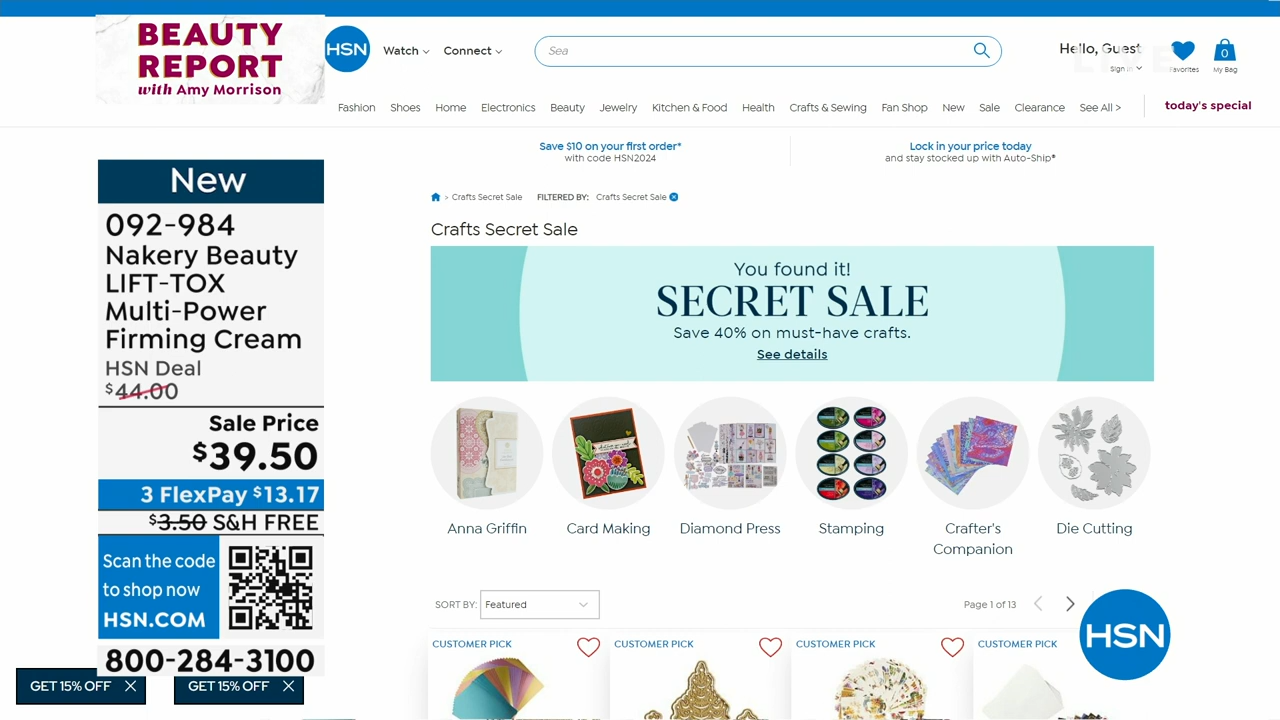 BEAUTY
REPORT
with Amy Morrison
HSN
Watch
Connect
Sea
Hello, Guest
Sign in
Favorites
0
My Bag
Fashion
Shoes
Home
Electronics
Beauty
Jewelry
Kitchen & Food
Health
Crafts & Sewing
Fan Shop
New
Sale
Clearance
See All >
today's special
Save $10 on your first order*
with code HSN2024
Lock in your price today
and stay stocked up with Auto-Ship®
> Crafts Secret Sale
FILTERED BY:
Crafts Secret Sale
Crafts Secret Sale
You found it!
SECRET SALE
Save 40% on must-have crafts.
See details
New
092-984
Nakery Beauty
LIFT-TOX
Multi-Power
Firming Cream
HSN Deal
$44.00
Sale Price
$39.50
3 FlexPay $13.17
$3.50 S&H FREE
Scan the code
to shop now
HSN.COM
800-284-3100
GET 15% OFF
GET 15% OFF
Anna Griffin
Card Making
Diamond Press
Stamping
Crafter's
Companion
Die Cutting
SORT BY:
Featured
Page 1 of 13
HSN
CUSTOMER PICK
CUSTOMER PICK
CUSTOMER PICK
CUSTOMER PICK